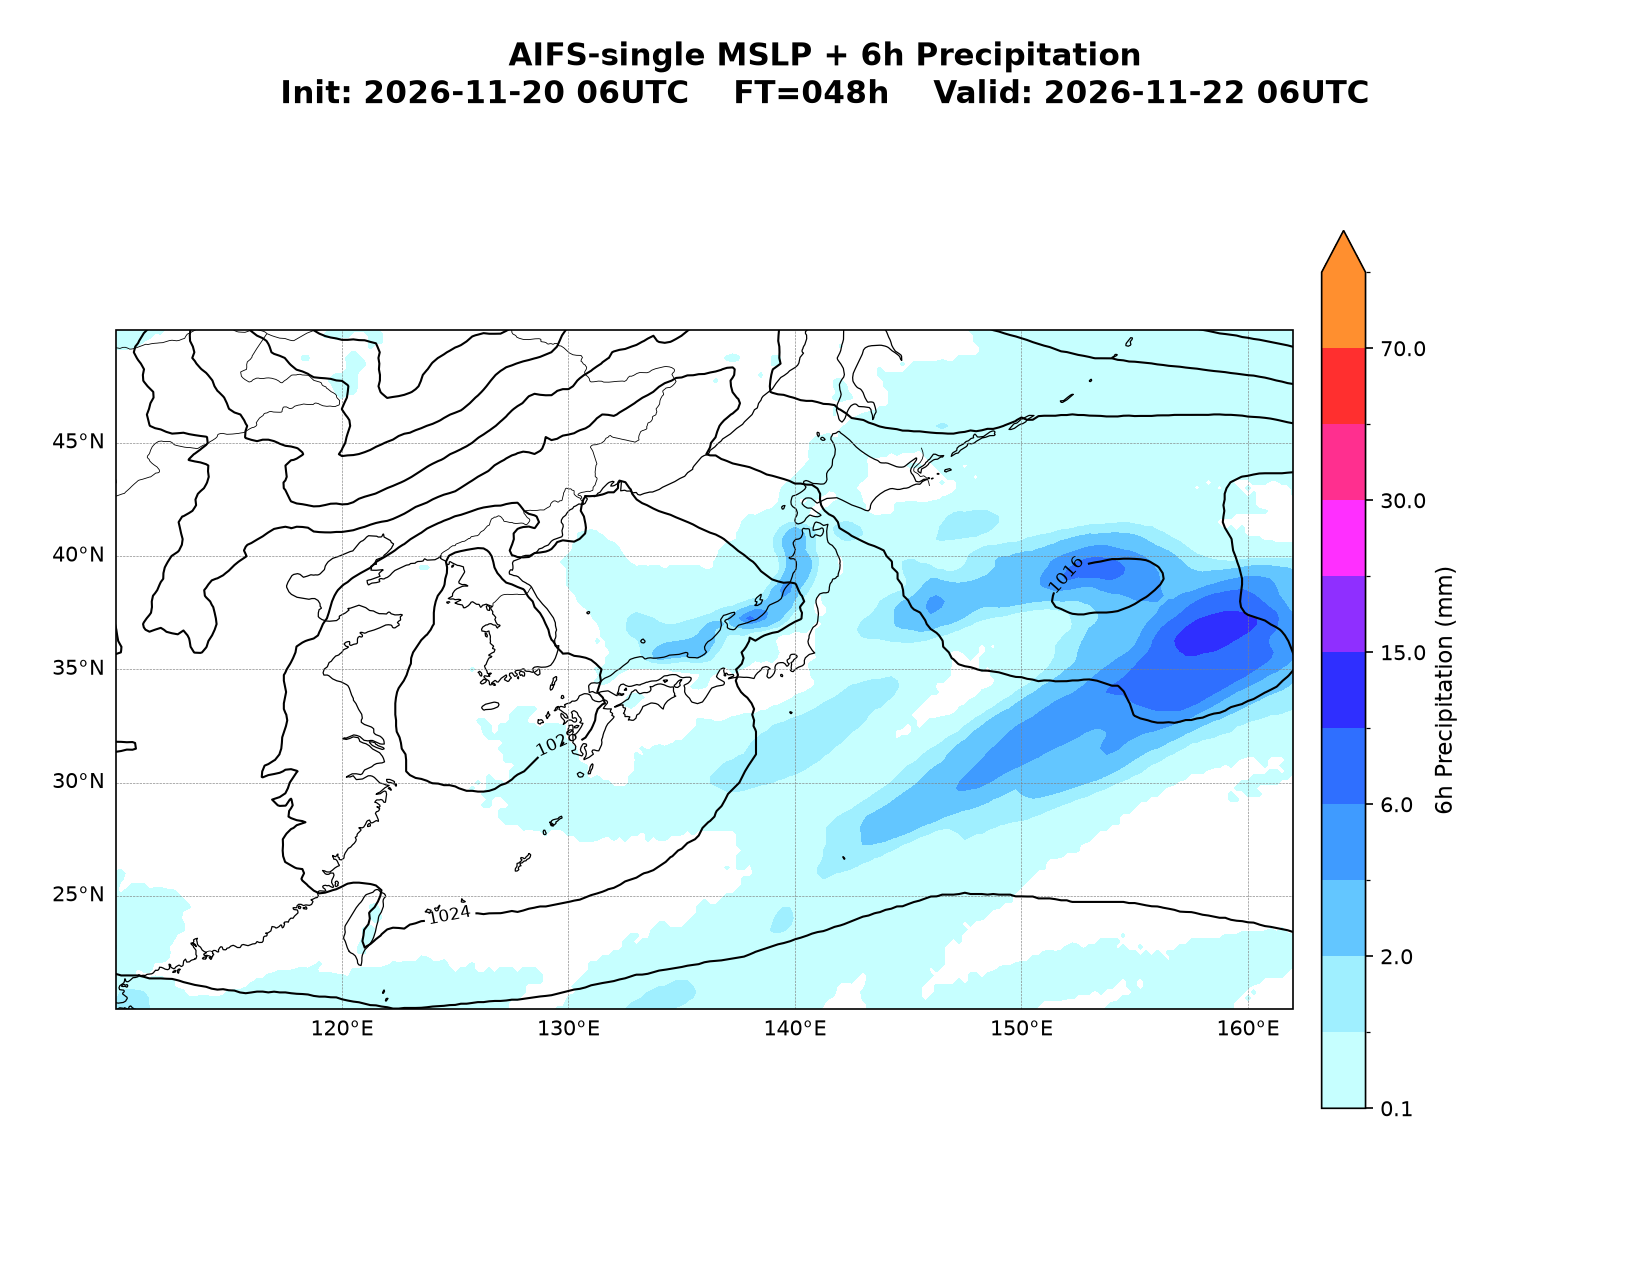 AIFS-single MSLP + 6h Precipitation
Init: 2026-11-20 06UTC    FT=048h    Valid: 2026-11-22 06UTC
70.0
30.0
15.0
6.0
2.0
0.1
6h Precipitation (mm)
45°N
40°N
35°N
30°N
25°N
1016
1028
1024
120°E
130°E
140°E
150°E
160°E